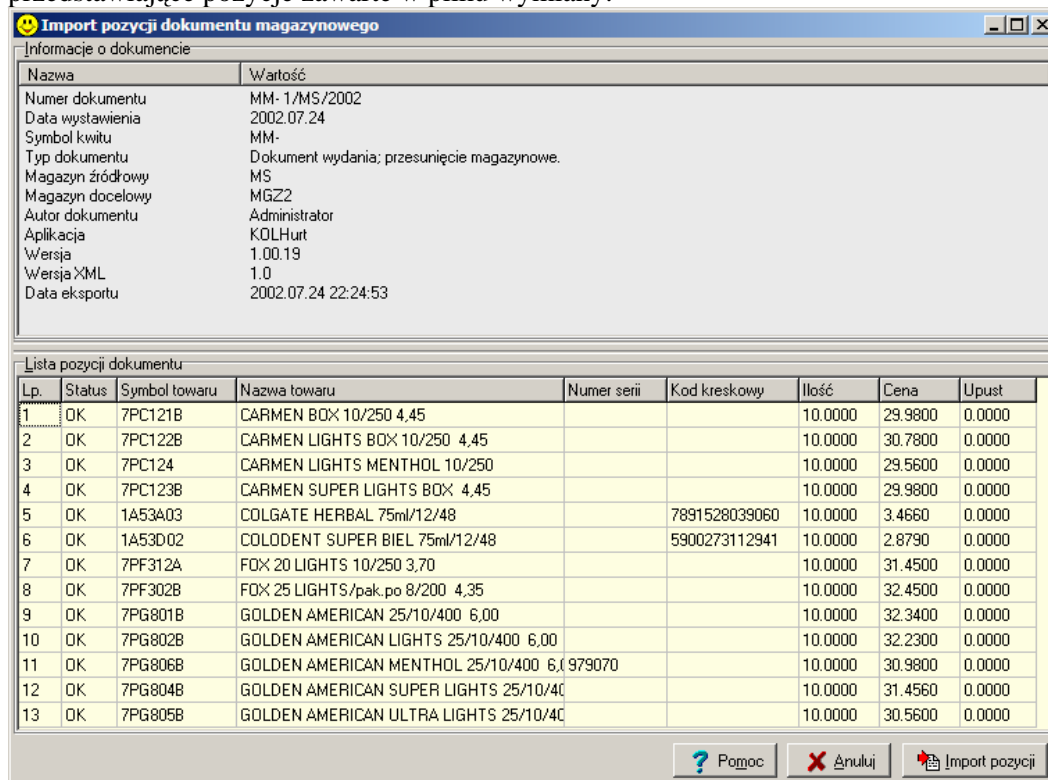 przedstawiające pozycje zawarte w pliku wymiany.
Import pozycji dokumentu magazynowego
Informacje o dokumencie
Nazwa Wartość
Numer dokumentu MM- 1/MS/2002
Data wystawienia 2002.07.24
Symbol kwitu MM-
Typ dokumentu Dokument wydania; przesunięcie magazynowe.
Magazyn źródłowy MS
Magazyn docelowy MGZ2
Autor dokumentu Administrator
Aplikacja KOLHurt
Wersja 1.00.19
Wersja XML 1.0
Data eksportu 2002.07.24 22:24:53
Lista pozycji dokumentu
Lp. Status Symbol towaru Nazwa towaru Numer serii Kod kreskowy Ilość Cena Upust
1 OK 7PC121B CARMEN BOX 10/250 4,45 10.0000 29.9800 0.0000
2 OK 7PC122B CARMEN LIGHTS BOX 10/250 4,45 10.0000 30.7800 0.0000
3 OK 7PC124 CARMEN LIGHTS MENTHOL 10/250 10.0000 29.5600 0.0000
4 OK 7PC123B CARMEN SUPER LIGHTS BOX 4,45 10.0000 29.9800 0.0000
5 OK 1A53A03 COLGATE HERBAL 75ml/12/48 7891528039060 10.0000 3.4660 0.0000
6 OK 1A53D02 COLODENT SUPER BIEL 75ml/12/48 5900273112941 10.0000 2.8790 0.0000
7 OK 7PF312A FOX 20 LIGHTS 10/250 3,70 10.0000 31.4500 0.0000
8 OK 7PF302B FOX 25 LIGHTS/pak.po 8/200 4,35 10.0000 32.4500 0.0000
9 OK 7PG801B GOLDEN AMERICAN 25/10/400 6,00 10.0000 32.3400 0.0000
10 OK 7PG802B GOLDEN AMERICAN LIGHTS 25/10/400 6,00 10.0000 32.2300 0.0000
11 OK 7PG806B GOLDEN AMERICAN MENTHOL 25/10/400 6,0 979070 10.0000 30.9800 0.0000
12 OK 7PG804B GOLDEN AMERICAN SUPER LIGHTS 25/10/40 10.0000 31.4560 0.0000
13 OK 7PG805B GOLDEN AMERICAN ULTRA LIGHTS 25/10/40 10.0000 30.5600 0.0000
Pomoc Anuluj Import pozycji